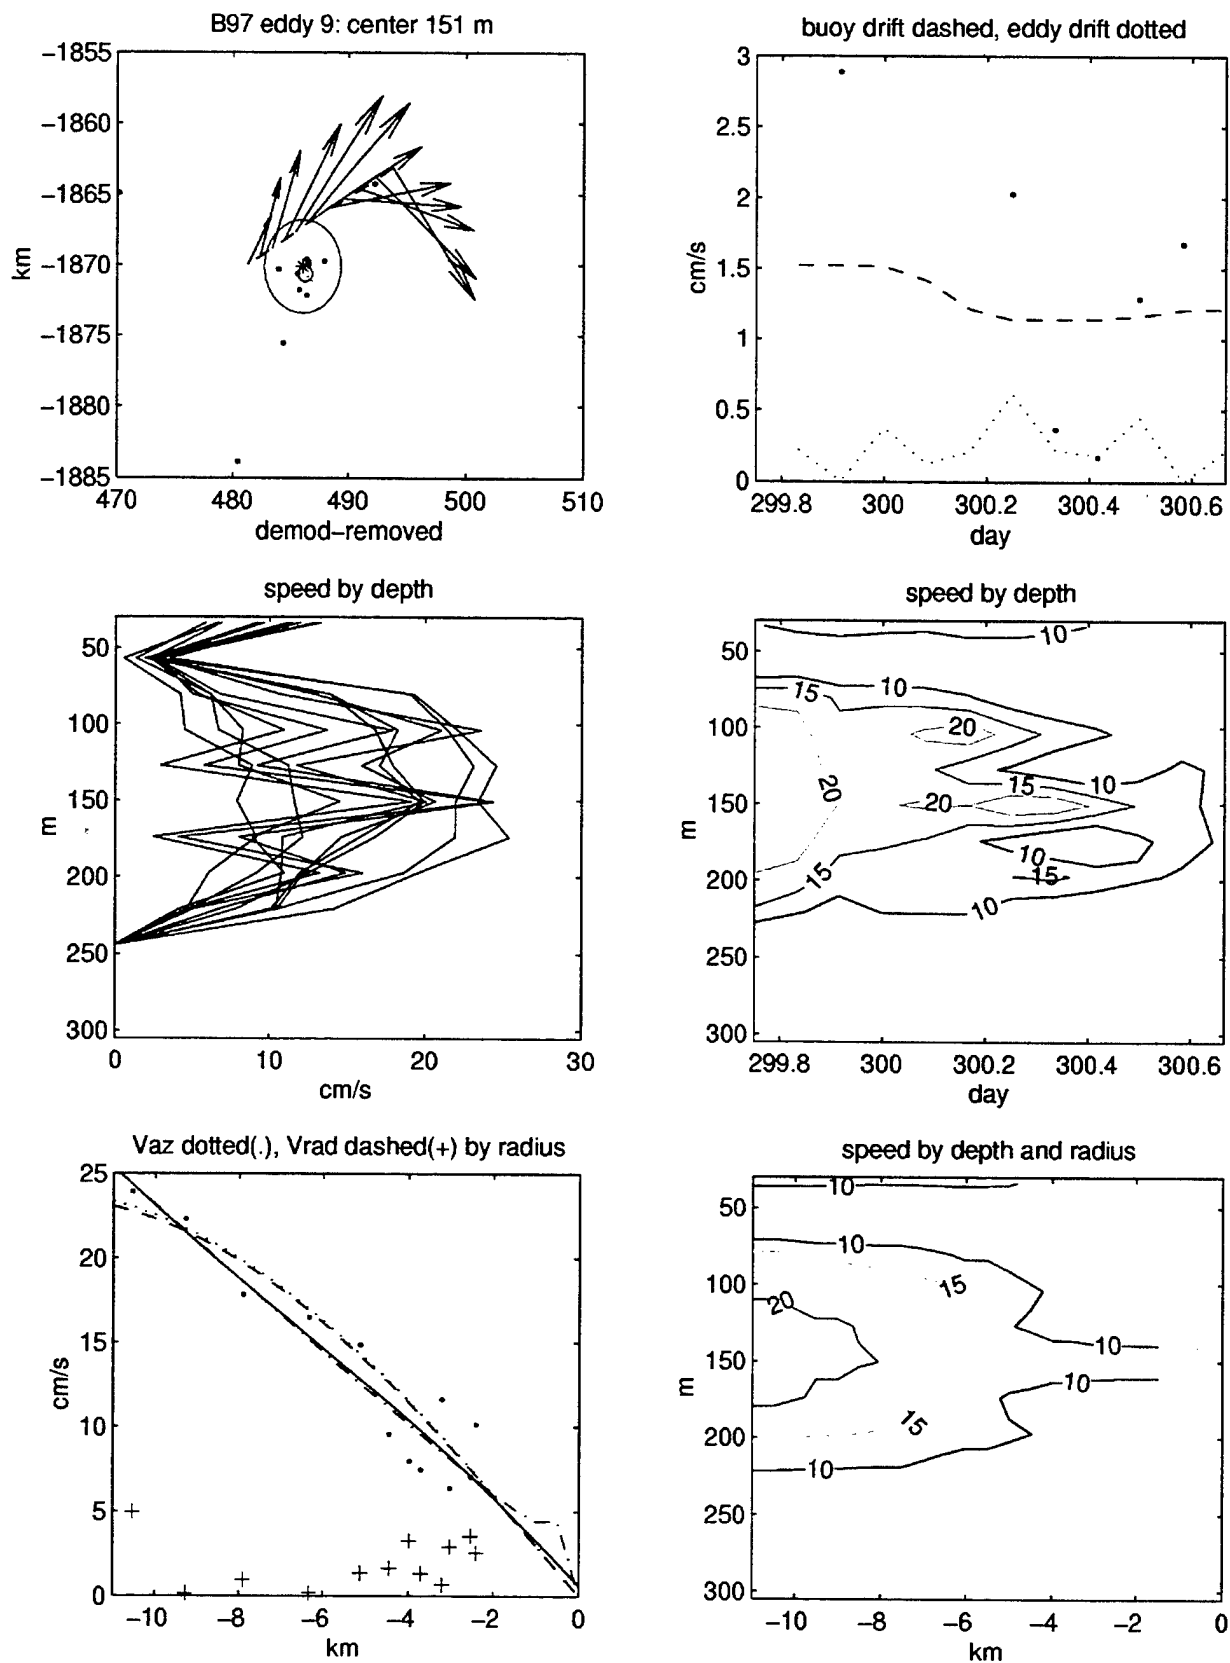 B97 eddy 9: center 151 m
−1855
−1860
−1865
−1870
−1875
−1880
−1885
km
470 480 490 500 510
demod−removed
buoy drift dashed, eddy drift dotted
3
2.5
2
1.5
1
0.5
0
cm/s
299.8 300 300.2 300.4 300.6
day
speed by depth
50
100
150
200
250
300
m
0 10 20 30
cm/s
speed by depth
50
100
150
200
250
300
m
10
15 10
20
20
10
15
20
10
15
15
10
299.8 300 300.2 300.4 300.6
day
Vaz dotted(.), Vrad dashed(+) by radius
25
20
15
10
5
0
cm/s
−10 −8 −6 −4 −2 0
km
speed by depth and radius
50
100
150
200
250
300
m
10
10
15
20
10
10
15
10
−10 −8 −6 −4 −2 0
km